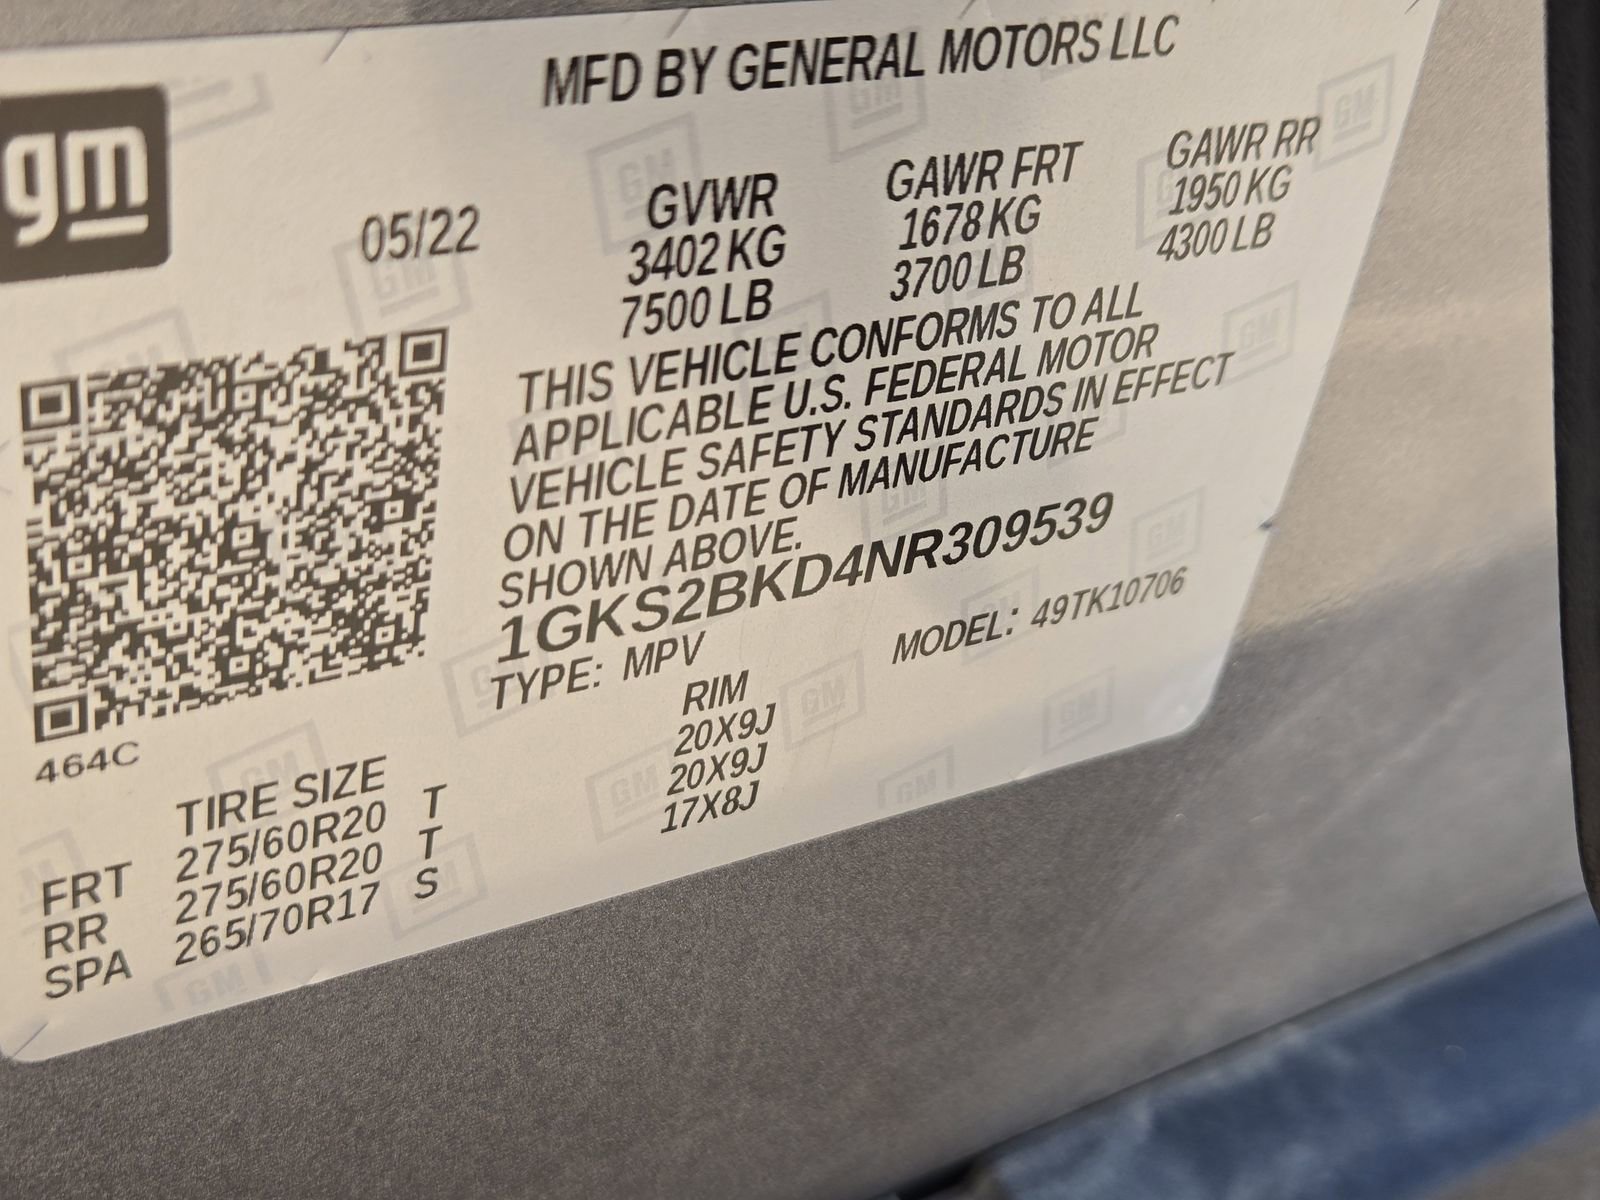 gm
MFD BY GENERAL MOTORS LLC
05/22
GVWR GAWR FRT GAWR RR
3402 KG 1678 KG 1950 KG
7500 LB 3700 LB 4300 LB
THIS VEHICLE CONFORMS TO ALL
APPLICABLE U.S. FEDERAL MOTOR
VEHICLE SAFETY STANDARDS IN EFFECT
ON THE DATE OF MANUFACTURE
SHOWN ABOVE.
1GKS2BKD4NR309539
TYPE: MPV MODEL: 49TK10706
464C
TIRE SIZE RIM
FRT 275/60R20 T 20X9J
RR 275/60R20 T 20X9J
SPA 265/70R17 S 17X8J